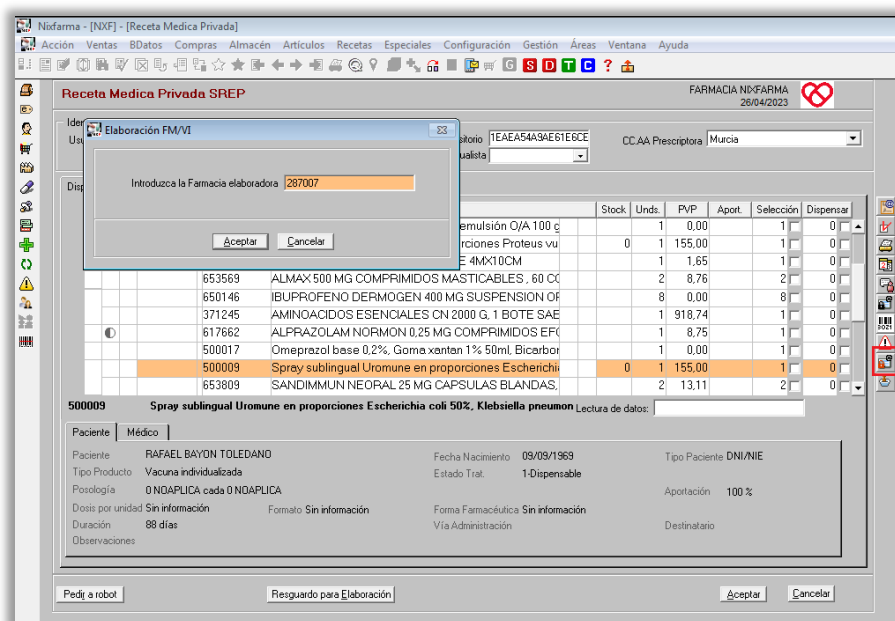 Nixfarma - [NXF] - [Receta Medica Privada]
Acción Ventas BDatos Compras Almacén Artículos Recetas Especiales Configuración Gestión Áreas Ventana Ayuda
G S D T C ?
Receta Medica Privada SREP
FARMACIA NIXFARMA
26/04/2023
Elaboración FM/VI
Introduzca la Farmacia elaboradora 287007
Aceptar Cancelar
1EAEA54A9AE61E6CE CC.AA Prescriptora Murcia
Stock Unds. PVP Aport. Selección Dispensar
emulsión O/A 100 g 1 0,00 1 0
rciones Proteus vu 0 1 155,00 1 0
E 4MX10CM 1 1,65 1 0
653569 ALMAX 500 MG COMPRIMIDOS MASTICABLES , 60 CO 2 8,76 2 0
650146 IBUPROFENO DERMOGEN 400 MG SUSPENSION OR 8 0,00 8 0
371245 AMINOACIDOS ESENCIALES CN 2000 G, 1 BOTE SAE 1 918,74 1 0
617662 ALPRAZOLAM NORMON 0,25 MG COMPRIMIDOS EFG 1 8,75 1 0
500017 Omeprazol base 0,2%, Goma xantan 1% 50ml, Bicarbor 1 0,00 1 0
500009 Spray sublingual Uromune en proporciones Escherichi 0 1 155,00 1 0
653809 SANDIMMUN NEORAL 25 MG CAPSULAS BLANDAS, 2 13,11 2 0
500009 Spray sublingual Uromune en proporciones Escherichia coli 50%, Klebsiella pneumon Lectura de datos:
Paciente Médico
Paciente RAFAEL BAYON TOLEDANO Fecha Nacimiento 09/09/1969 Tipo Paciente DNI/NIE
Tipo Producto Vacuna individualizada Estado Trat. 1-Dispensable
Posología 0 NOAPLICA cada 0 NOAPLICA Aportación 100 %
Dosis por unidad Sin información Formato Sin información Forma Farmacéutica Sin información
Duración 88 días Vía Administración Destinatario
Observaciones
Pedir a robot Resguardo para Elaboración Aceptar Cancelar